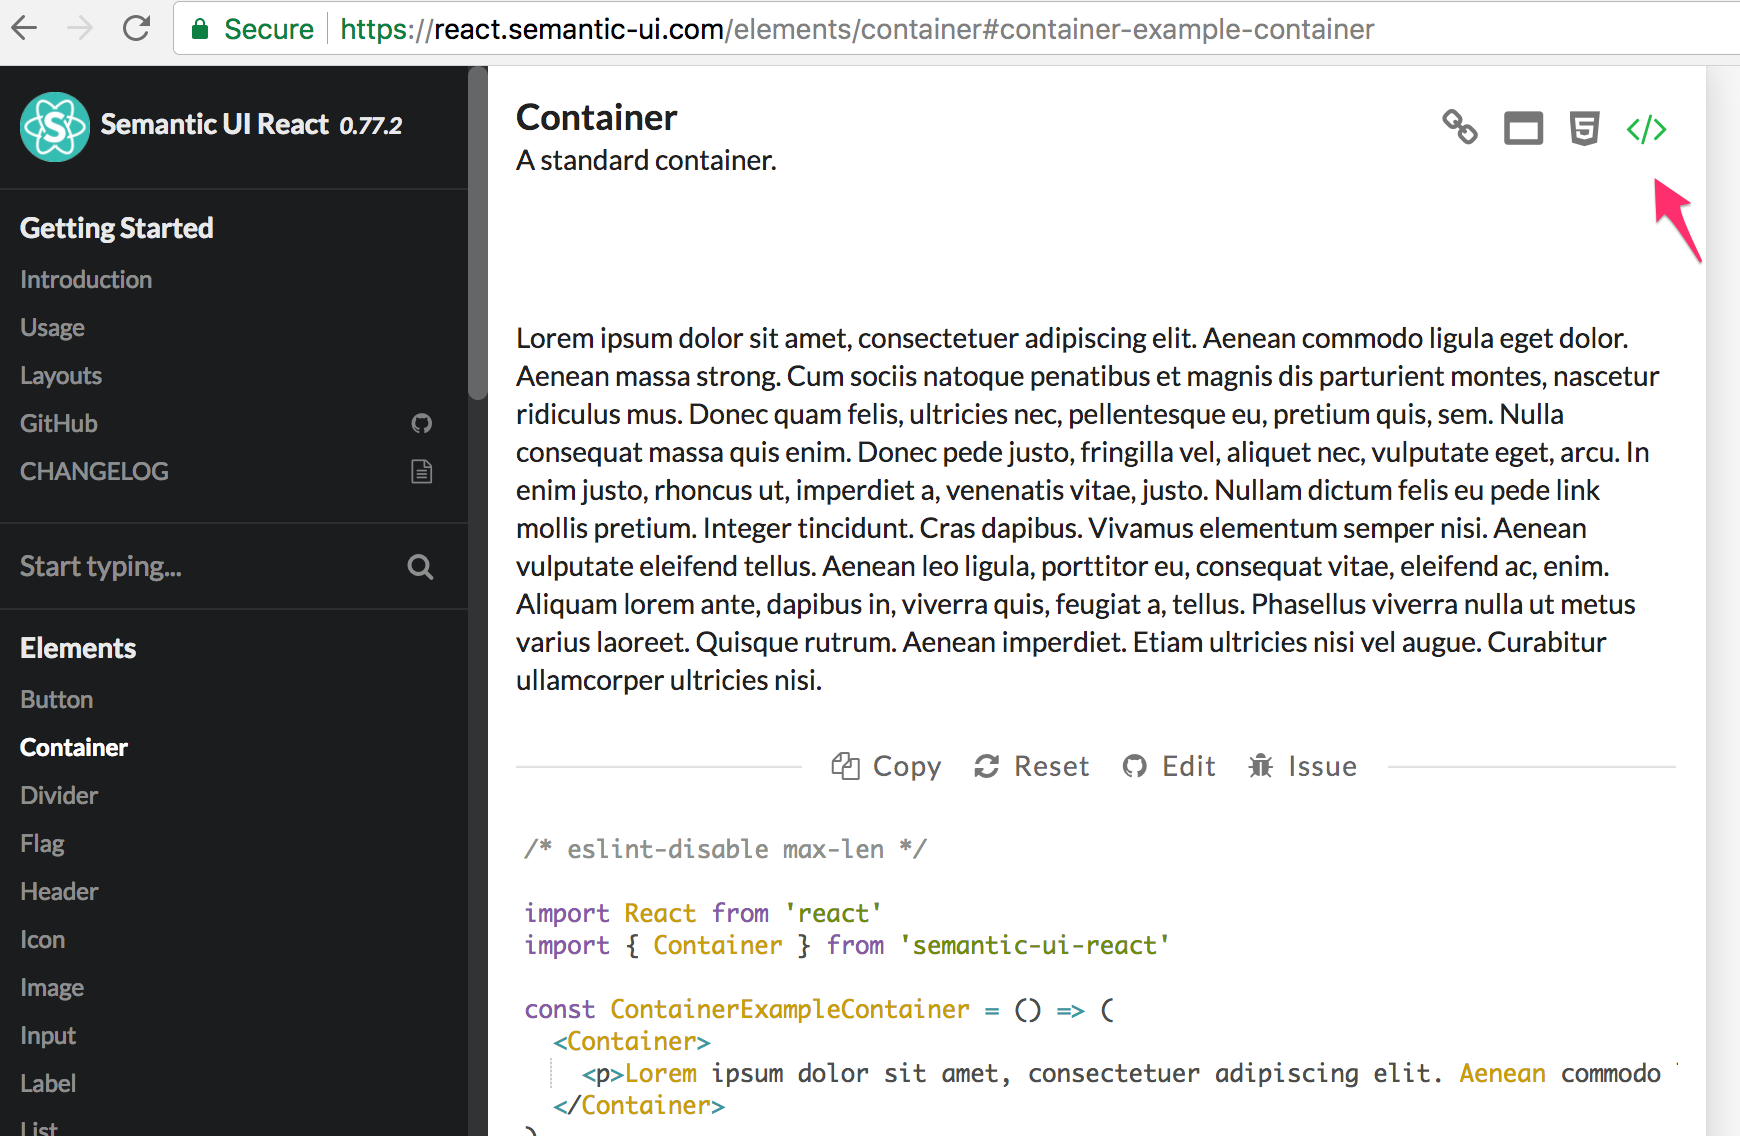 Secure https://react.semantic-ui.com/elements/container#container-example-container
Semantic UI React 0.77.2
Getting Started
Introduction
Usage
Layouts
GitHub
CHANGELOG
Start typing...
Elements
Button
Container
Divider
Flag
Header
Icon
Image
Input
Label
List
Container
A standard container.
Lorem ipsum dolor sit amet, consectetuer adipiscing elit. Aenean commodo ligula eget dolor.
Aenean massa strong. Cum sociis natoque penatibus et magnis dis parturient montes, nascetur
ridiculus mus. Donec quam felis, ultricies nec, pellentesque eu, pretium quis, sem. Nulla
consequat massa quis enim. Donec pede justo, fringilla vel, aliquet nec, vulputate eget, arcu. In
enim justo, rhoncus ut, imperdiet a, venenatis vitae, justo. Nullam dictum felis eu pede link
mollis pretium. Integer tincidunt. Cras dapibus. Vivamus elementum semper nisi. Aenean
vulputate eleifend tellus. Aenean leo ligula, porttitor eu, consequat vitae, eleifend ac, enim.
Aliquam lorem ante, dapibus in, viverra quis, feugiat a, tellus. Phasellus viverra nulla ut metus
varius laoreet. Quisque rutrum. Aenean imperdiet. Etiam ultricies nisi vel augue. Curabitur
ullamcorper ultricies nisi.
Copy Reset Edit Issue
/* eslint-disable max-len */
import React from 'react'
import { Container } from 'semantic-ui-react'
const ContainerExampleContainer = () => (
<Container>
<p>Lorem ipsum dolor sit amet, consectetuer adipiscing elit. Aenean commodo
</Container>
)